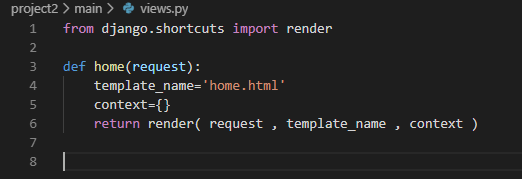 project2 > main > views.py
1 from django.shortcuts import render
2
3 def home(request):
4     template_name='home.html'
5     context={}
6     return render( request , template_name , context )
7
8